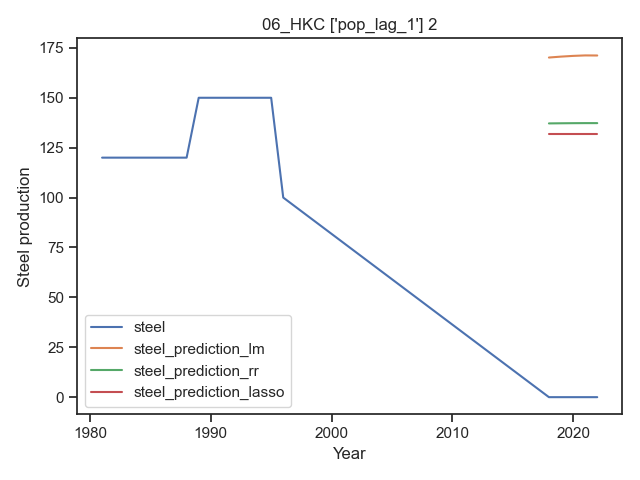 06_HKC ['pop_lag_1'] 2
Steel production
175
150
125
100
75
50
25
0
steel
steel_prediction_lm
steel_prediction_rr
steel_prediction_lasso
1980
1990
2000
2010
2020
Year